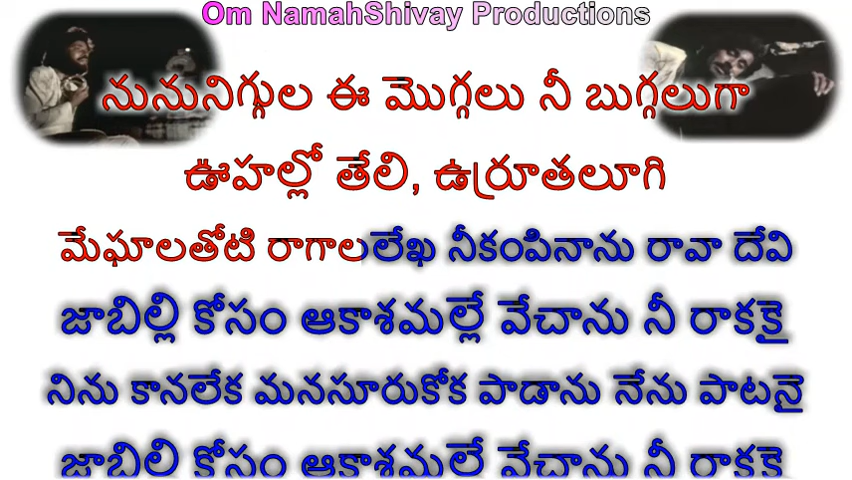 Om NamahShivay Productions
నునునిగ్గుల ఈ మొగ్గలు నీ బుగ్గలుగా
ఊహల్లో తేలి, ఉర్రూతలూగి
మేఘాలతోటి రాగాలలేఖ నీకంపినాను రావా దేవి
జాబిల్లి కోసం ఆకాశమల్లే వేచాను నీ రాకకై
నిను కానలేక మనసూరుకోక పాడాను నేను పాటనై
జాబిలి కోసం ఆకాశమలే వేచాను నీ రాకకై